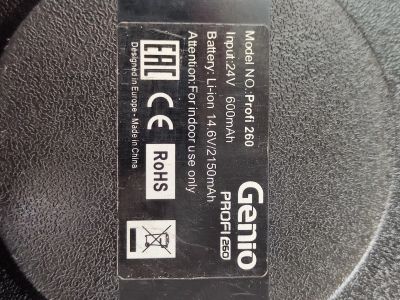 Genio
PROFI 260
Model NO.:Profi 260
Input:24V 600mAh
Battery: Li-ion 14.6V/2150mAh
Attention:For indoor use only
EAC CE RoHS
Designed in Europe - Made in China